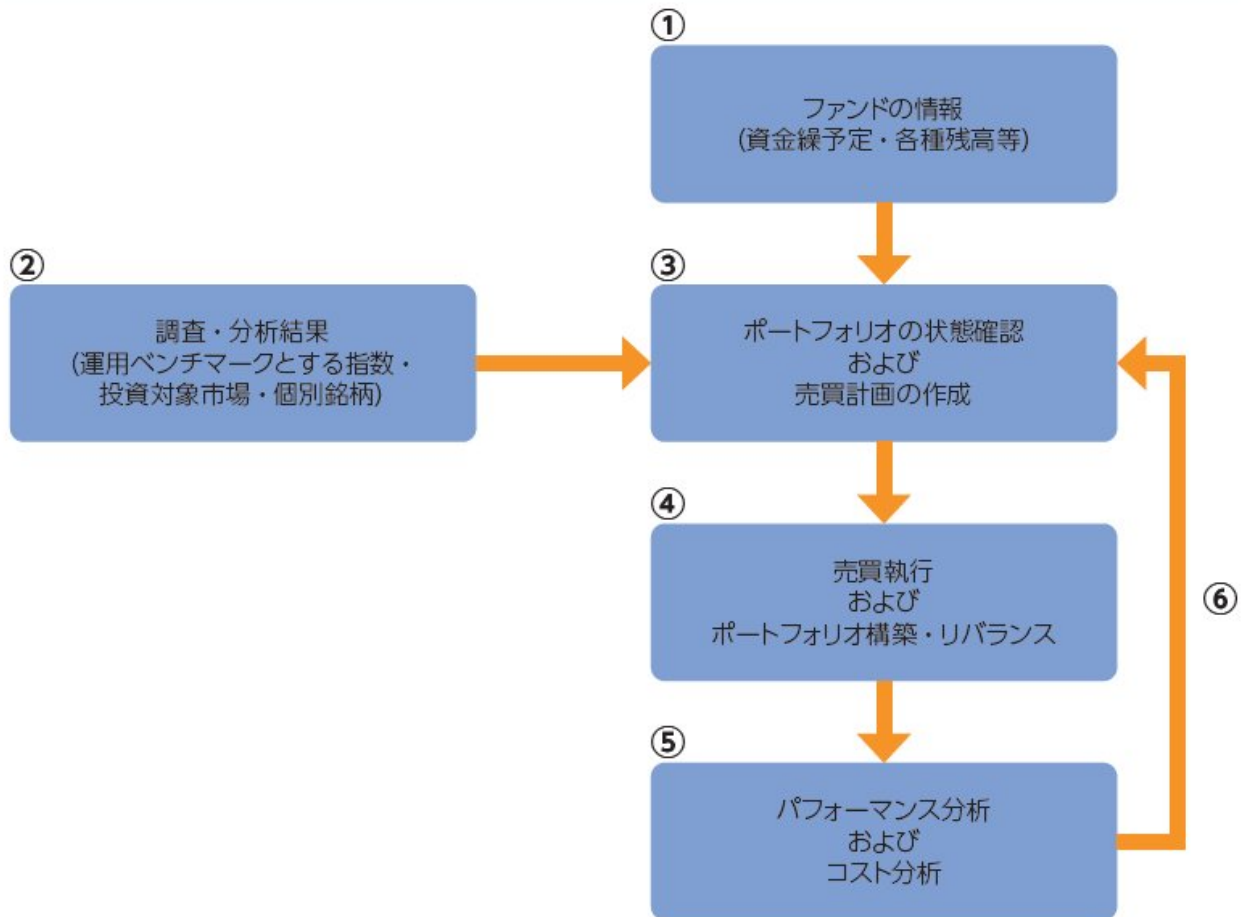 ①
ファンドの情報
(資金繰予定・各種残高等)
②
調査・分析結果
(運用ベンチマークとする指数・
投資対象市場・個別銘柄)
③
ポートフォリオの状態確認
および
売買計画の作成
④
売買執行
および
ポートフォリオ構築・リバランス
⑤
パフォーマンス分析
および
コスト分析
⑥